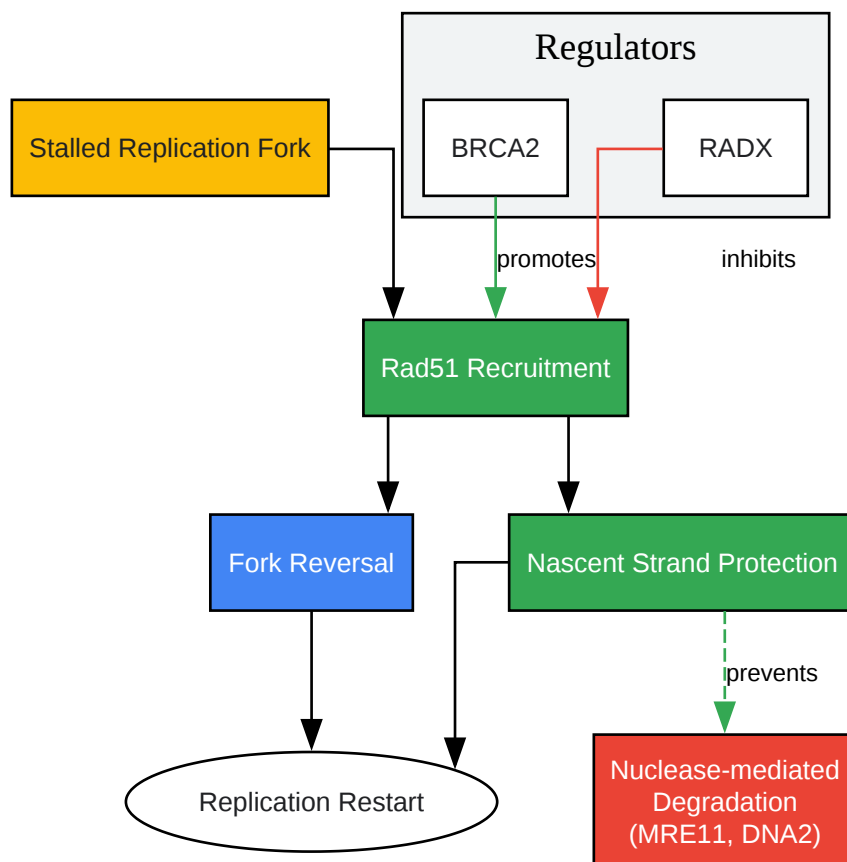 Regulators
Stalled Replication Fork
BRCA2
RADX
promotes
inhibits
Rad51 Recruitment
Fork Reversal
Nascent Strand Protection
prevents
Replication Restart
Nuclease-mediated
Degradation
(MRE11, DNA2)